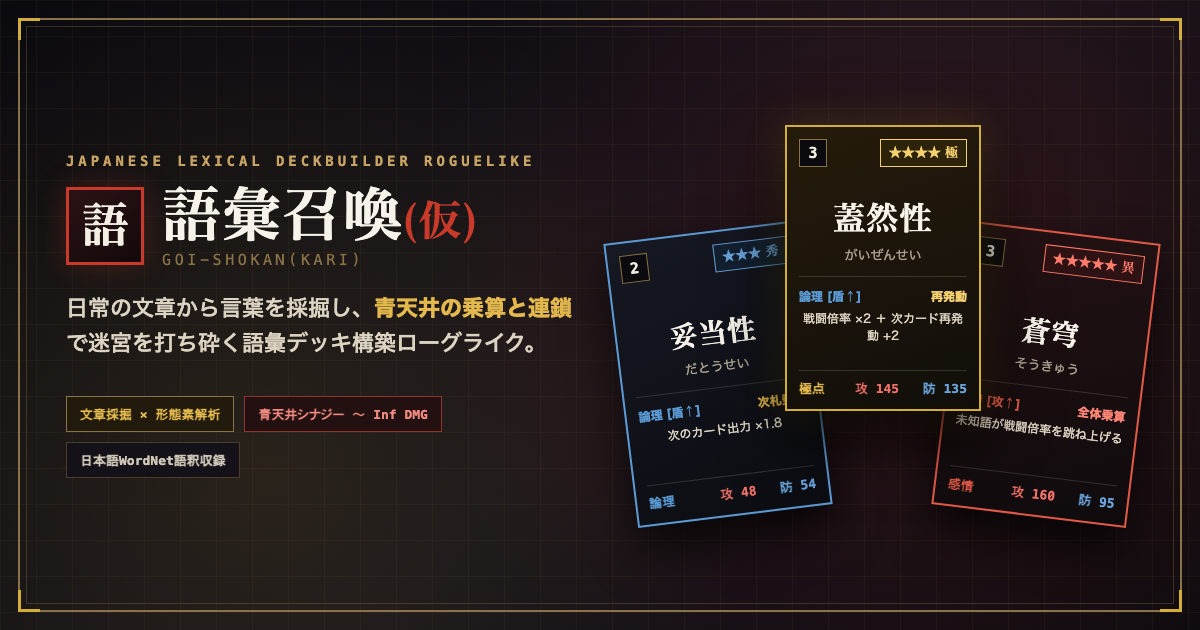 JAPANESE LEXICAL DECKBUILDER ROGUELIKE
語
語彙召喚(仮)
GOI-SHOKAN(KARI)
日常の文章から言葉を採掘し、青天井の乗算と連鎖
で迷宮を打ち砕く語彙デッキ構築ローグライク。
文章採掘 × 形態素解析
青天井シナジー 〜 Inf DMG
日本語WordNet語釈収録
2
★★★ 秀
妥当性
だとうせい
論理 [盾↑]
次札
次のカード出力 ×1.8
論理
攻 48
防 54
3
★★★★ 極
蓋然性
がいぜんせい
論理 [盾↑]
再発動
戦闘倍率 ×2 + 次カード再発
動 +2
極点
攻 145
防 135
3
★★★★★ 異
蒼穹
そうきゅう
[攻↑]
全体乗算
未知語が戦闘倍率を跳ね上げる
感情
攻 160
防 95